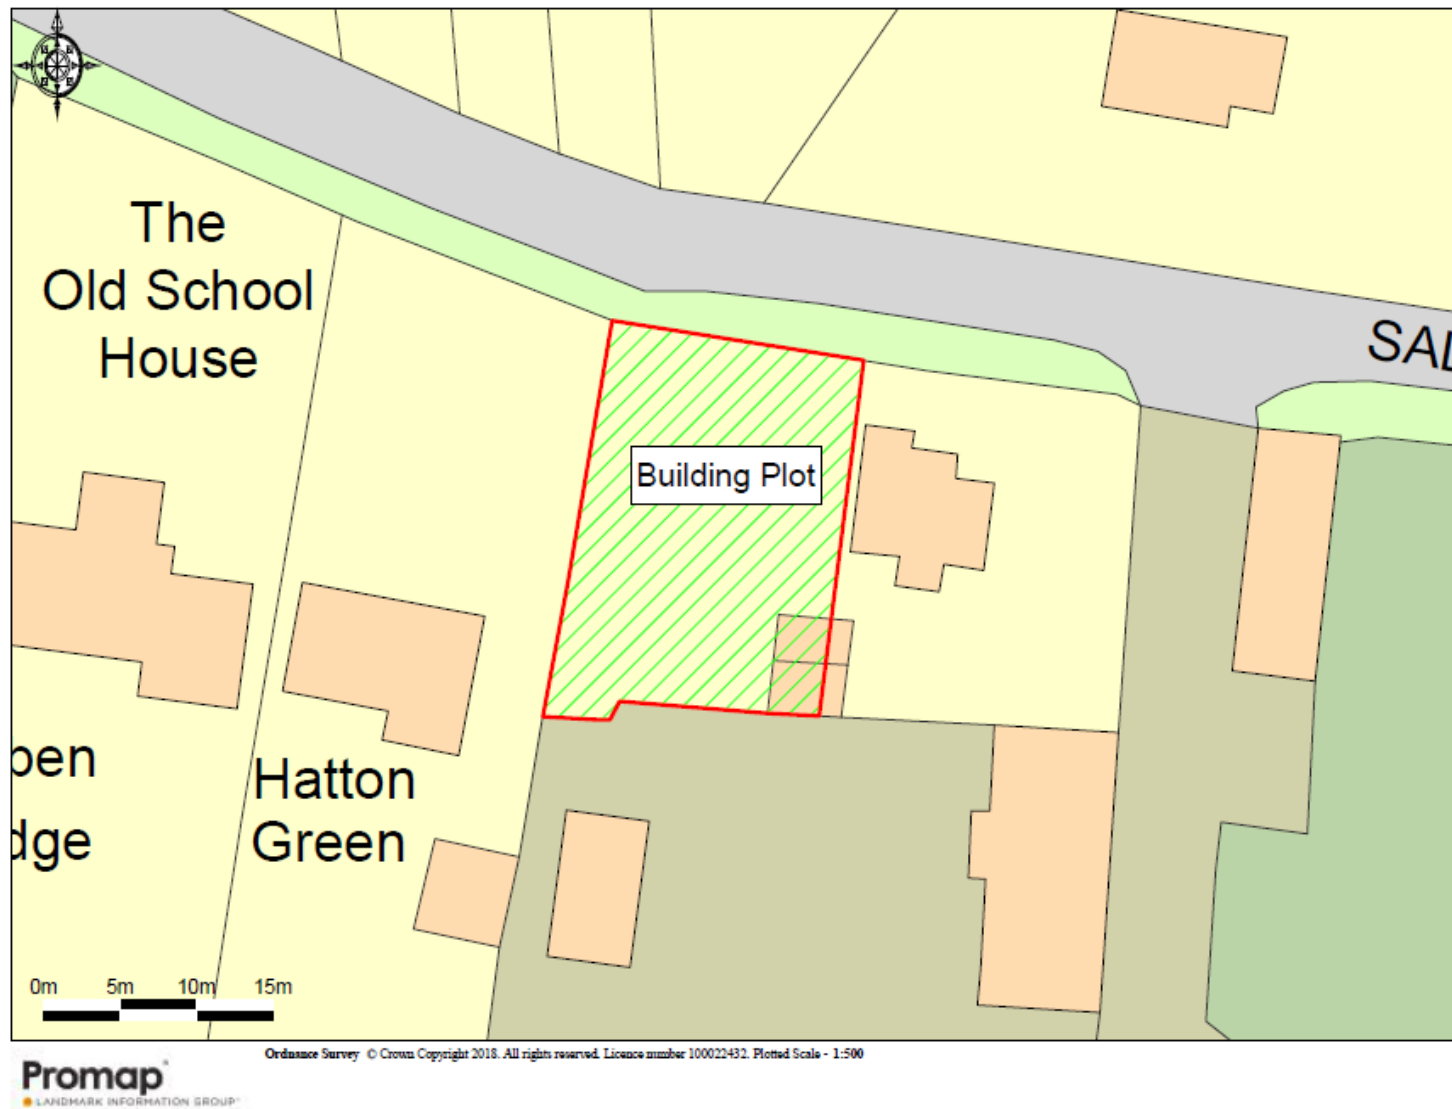 The
Old School
House
SAL
Building Plot
pen
dge
Hatton
Green
0m 5m 10m 15m
Ordnance Survey © Crown Copyright 2018. All rights reserved. Licence number 100022432. Plotted Scale - 1:500
Promap
LANDMARK INFORMATION GROUP